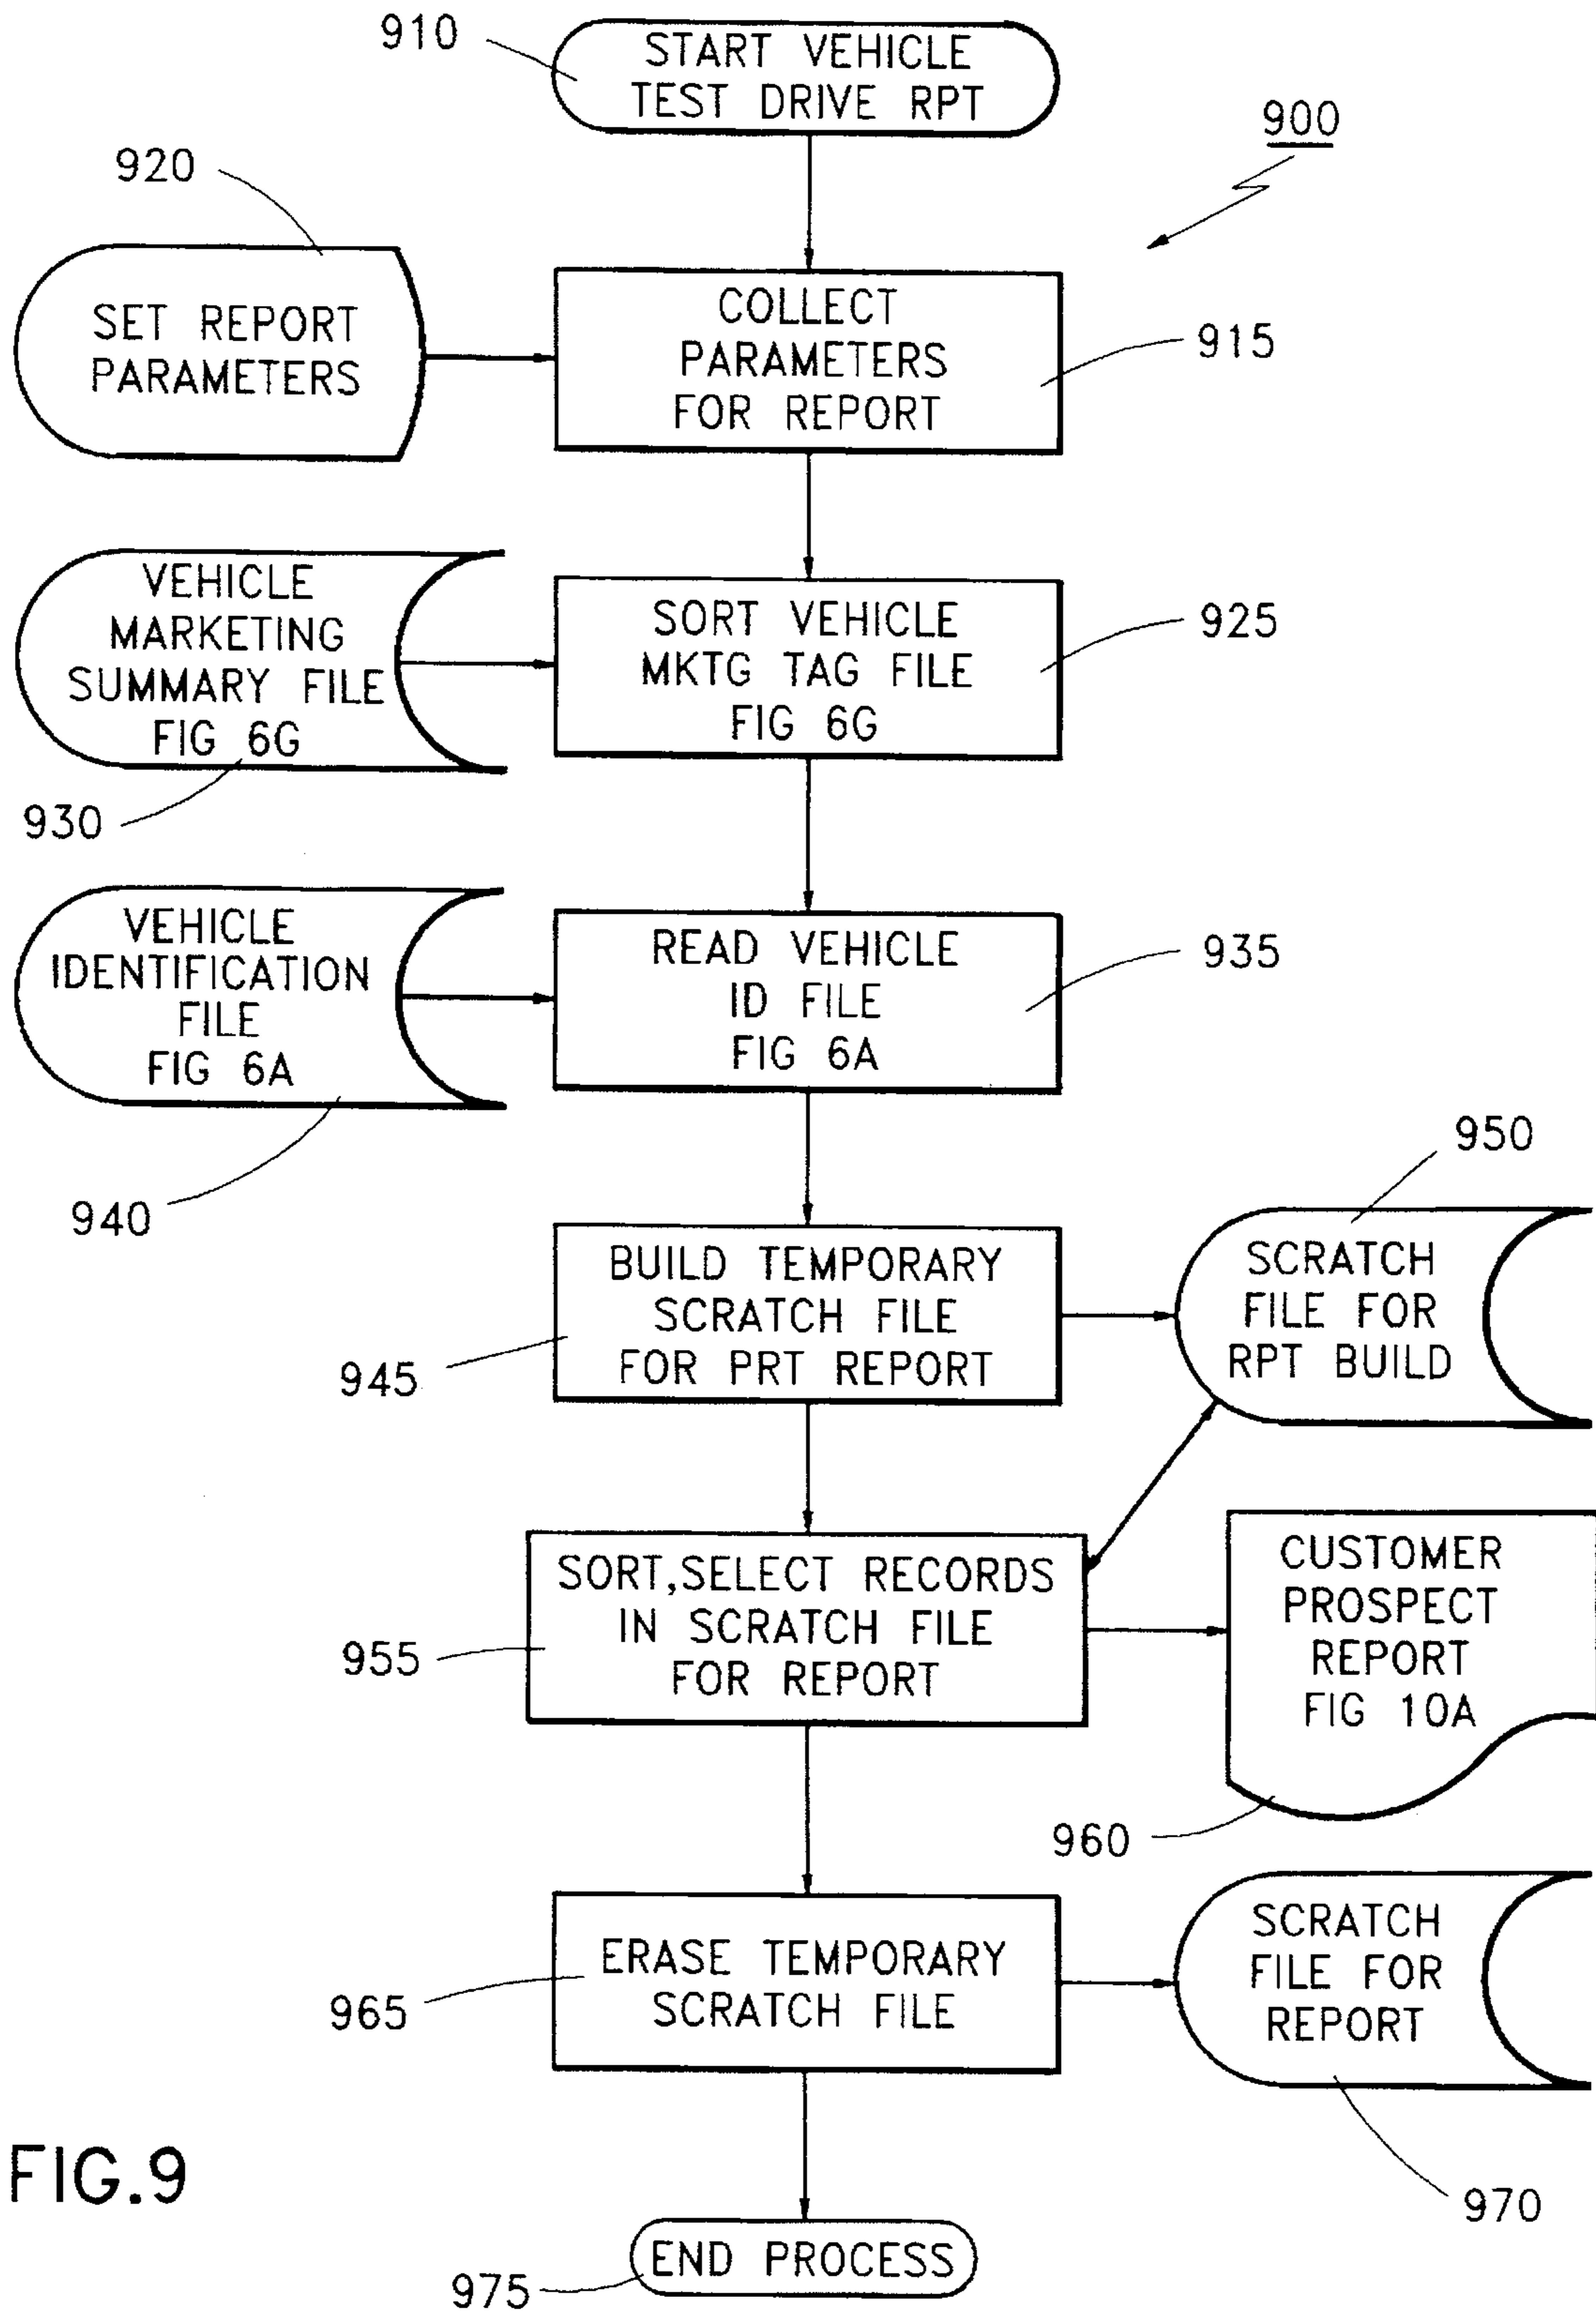 910
START VEHICLE
TEST DRIVE RPT
900
920
SET REPORT
PARAMETERS
COLLECT
PARAMETERS
FOR REPORT
915
VEHICLE
MARKETING
SUMMARY FILE
FIG 6G
930
SORT VEHICLE
MKTG TAG FILE
FIG 6G
925
VEHICLE
IDENTIFICATION
FILE
FIG 6A
940
READ VEHICLE
ID FILE
FIG 6A
935
950
BUILD TEMPORARY
SCRATCH FILE
FOR PRT REPORT
945
SCRATCH
FILE FOR
RPT BUILD
SORT,SELECT RECORDS
IN SCRATCH FILE
FOR REPORT
955
CUSTOMER
PROSPECT
REPORT
FIG 10A
960
ERASE TEMPORARY
SCRATCH FILE
965
SCRATCH
FILE FOR
REPORT
970
FIG.9
END PROCESS
975